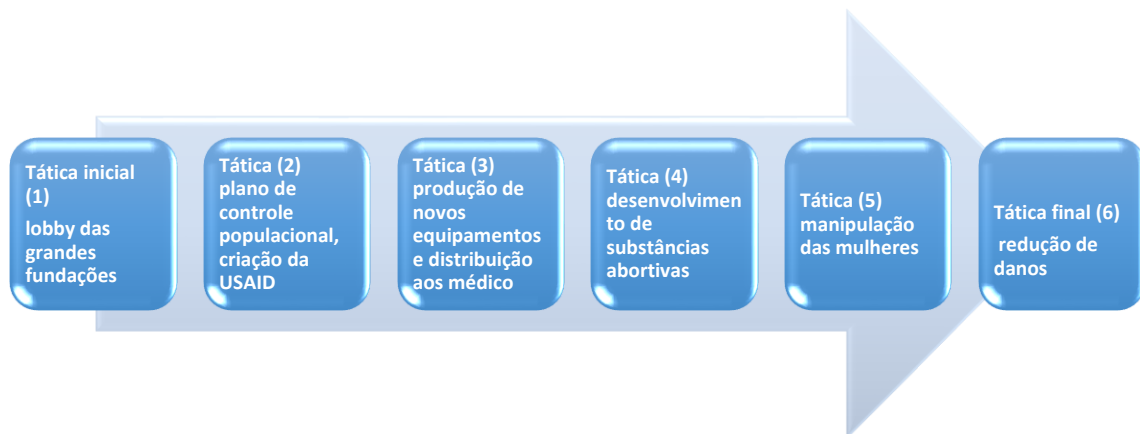 Tática inicial
(1)
lobby das
grandes
fundações
Tática (2)
plano de
controle
populacional,
criação da
USAID
Tática (3)
produção de
novos
equipamentos
e distribuição
aos médico
Tática (4)
desenvolvimen
to de
substâncias
abortivas
Tática (5)
manipulação
das mulheres
Tática final (6)
redução de
danos